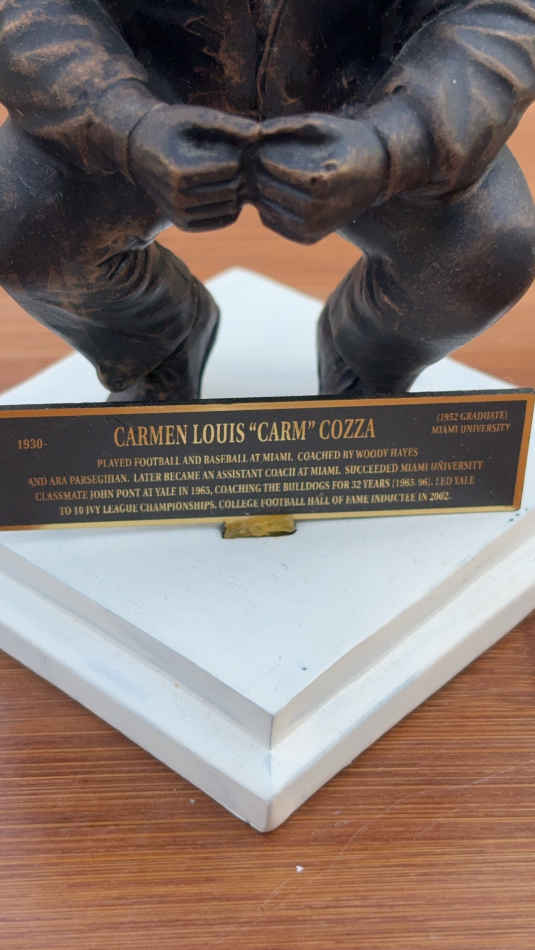 1930-
CARMEN LOUIS "CARM" COZZA
(1952 GRADUATE)
MIAMI UNIVERSITY
PLAYED FOOTBALL AND BASEBALL AT MIAMI. COACHED BY WOODY HAYES
AND ARA PARSEGHIAN. LATER BECAME AN ASSISTANT COACH AT MIAMI. SUCCEEDED MIAMI UNIVERSITY
CLASSMATE JOHN PONT AT YALE IN 1965, COACHING THE BULLDOGS FOR 32 YEARS (1965-96). LED YALE
TO 10 IVY LEAGUE CHAMPIONSHIPS. COLLEGE FOOTBALL HALL OF FAME INDUCTEE IN 2002.